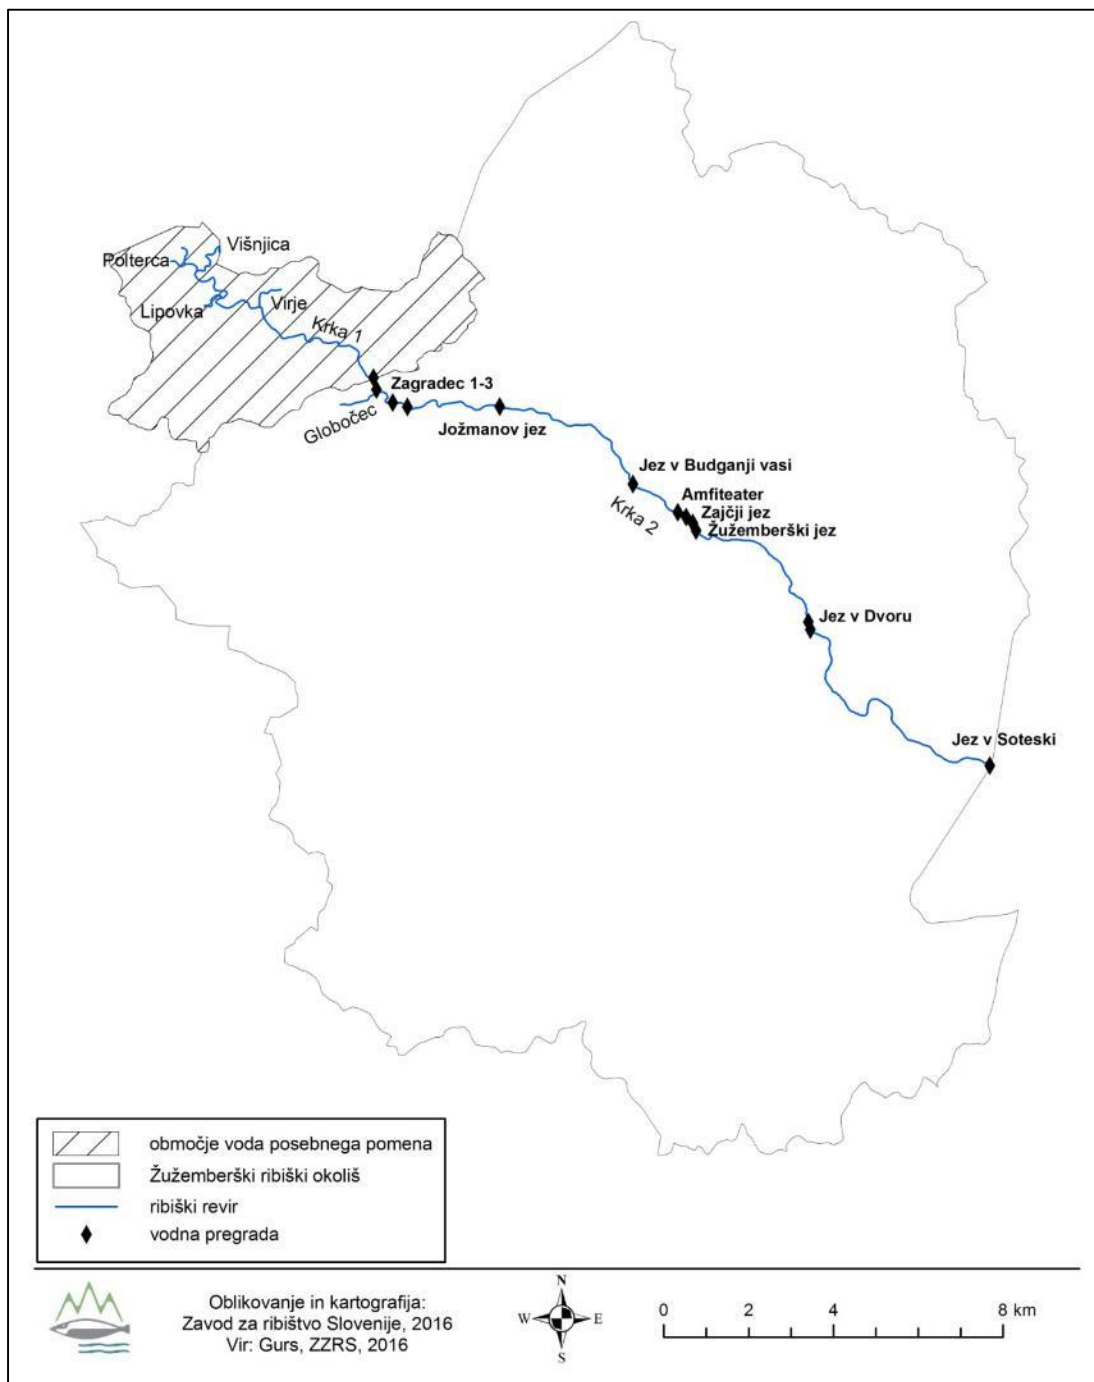 Višnjica
Polterca
Lipovka
Virje
Krka 1
Zagradec 1-3
Globočec
Jožmanov jez
Jez v Budganji vasi
Amfiteater
Krka 2
Zajčji jez
Žužemberški jez
Jez v Dvoru
Jez v Soteski
območje voda posebnega pomena
Žužemberški ribiški okoliš
ribiški revir
vodna pregrada
Oblikovanje in kartografija:
Zavod za ribištvo Slovenije, 2016
Vir: Gurs, ZZRS, 2016
N
W E
S
0 2 4 8 km